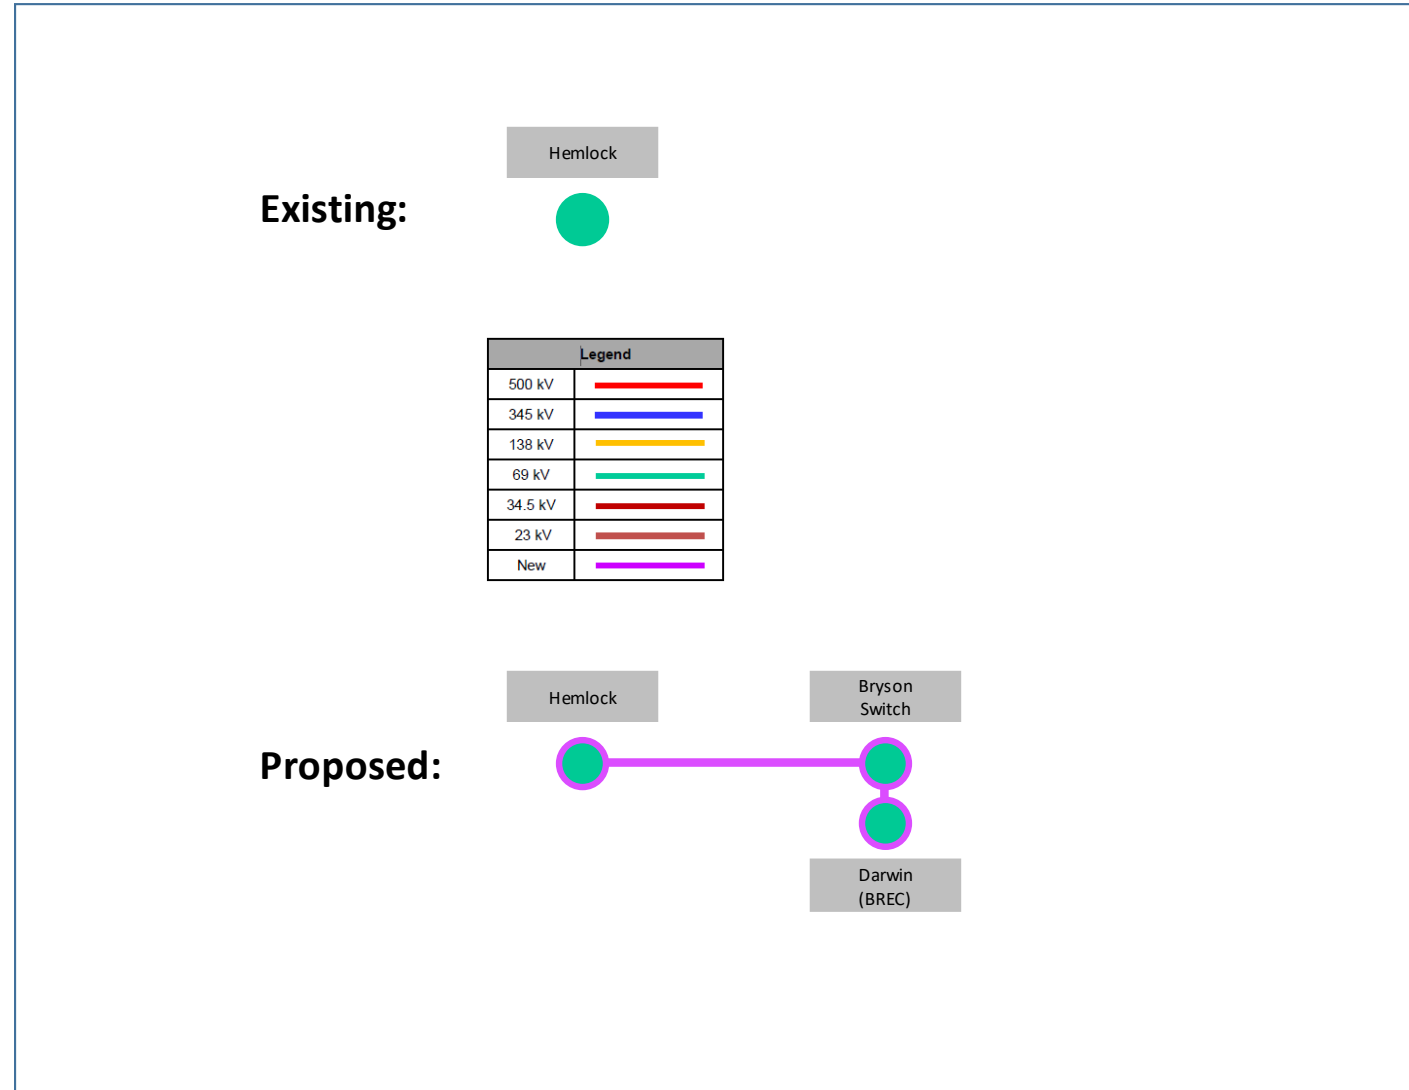 Hemlock
Existing:
Legend
500 kV
345 kV
138 kV
69 kV
34.5 kV
23 kV
New
Hemlock
Bryson
Switch
Proposed:
Darwin
(BREC)